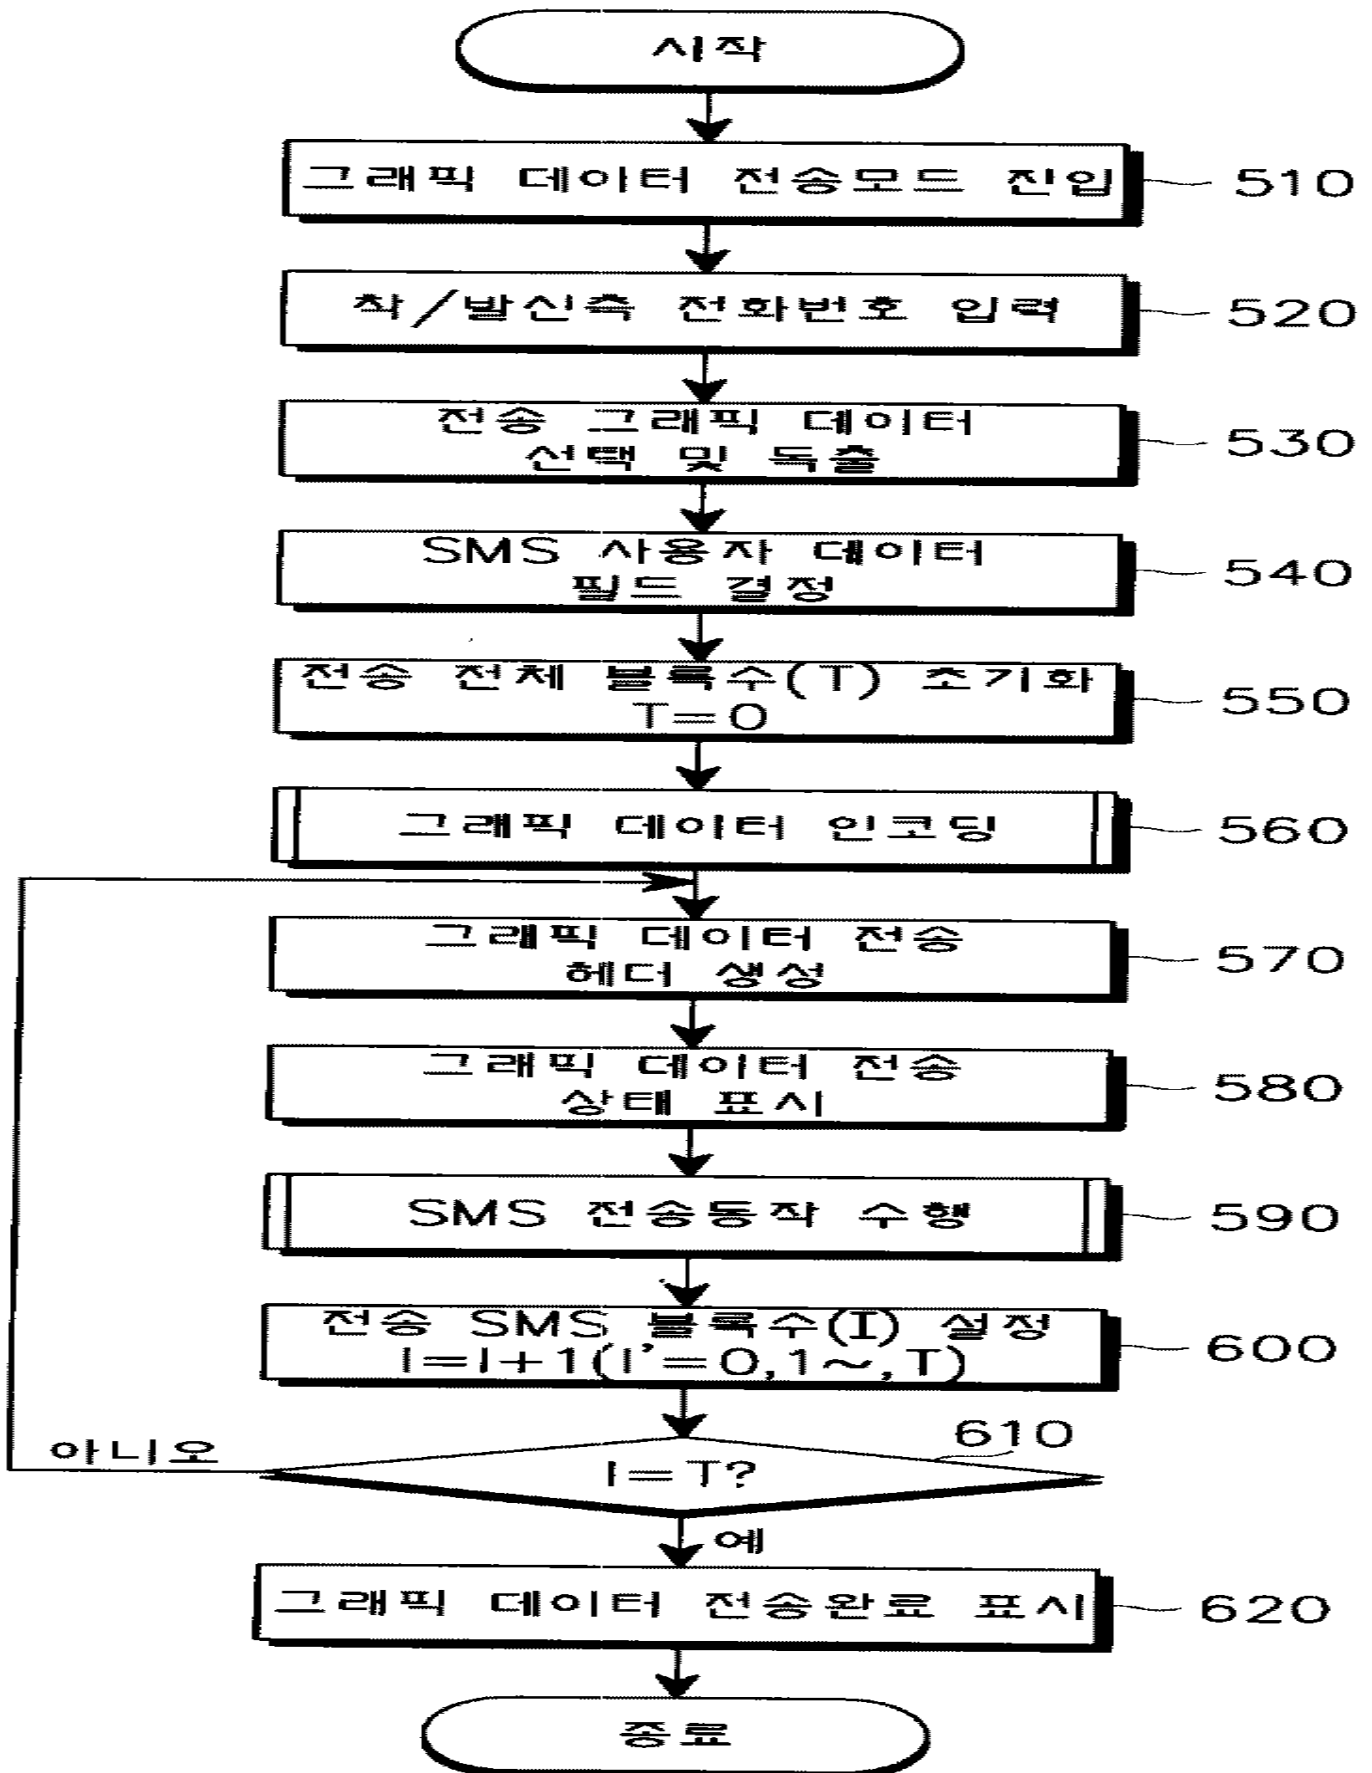 시작
그래픽 데이터 전송모드 진입
510
착/발신측 전화번호 입력
520
전송 그래픽 데이터
선택 및 독출
530
SMS 사용자 데이터
필드 결정
540
전송 전체 블록수(T) 초기화
T=0
550
그래픽 데이터 인코딩
560
그래픽 데이터 전송
헤더 생성
570
그래픽 데이터 전송
상태 표시
580
SMS 전송동작 수행
590
전송 SMS 블록수(I) 설정
I=I+1(I'=0,1~,T)
600
610
아니오
I=T?
예
그래픽 데이터 전송완료 표시
620
종료